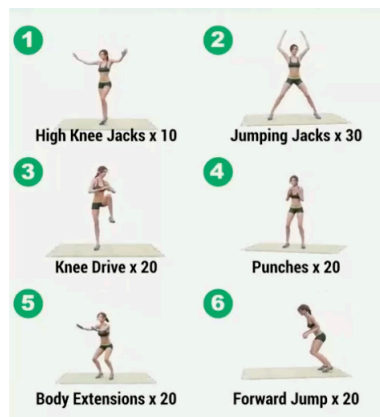 1
2
High Knee Jacks x 10
Jumping Jacks x 30
3
4
Knee Drive x 20
Punches x 20
5
6
Body Extensions x 20
Forward Jump x 20